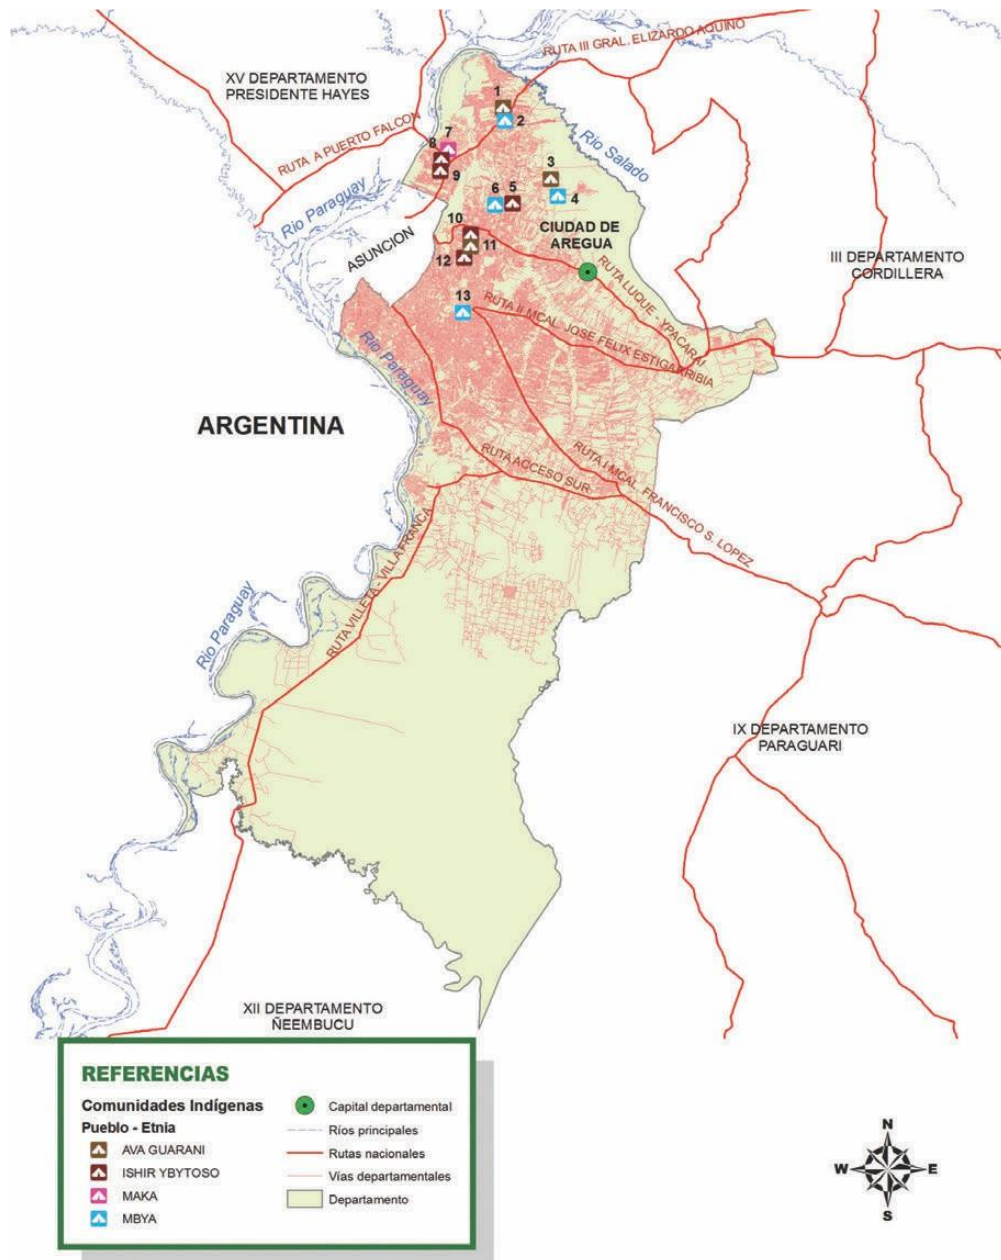 RUTA III GRAL. ELIZARDO AQUINO
XV DEPARTAMENTO
PRESIDENTE HAYES
RUTA A PUERTO FALCON
1
2
Rio Salado
7
8
9
3
4
6
5
Rio Paraguay
ASUNCION
10
11
12
CIUDAD DE
AREGUA
III DEPARTAMENTO
CORDILLERA
RUTA LUQUE - YPACARAI
13
RUTA II MCAL. JOSE FELIX ESTIGARRIBIA
Rio Paraguay
ARGENTINA
RUTA ACCESO SUR
RUTA I MCAL. FRANCISCO S. LOPEZ
RUTA VILLETA - VILLA FRANCA
Rio Paraguay
IX DEPARTAMENTO
PARAGUARI
XII DEPARTAMENTO
ÑEEMBUCU
REFERENCIAS
Comunidades Indígenas
Pueblo - Etnia
AVA GUARANI
ISHIR YBYTOSO
MAKA
MBYA
Capital departamental
Ríos principales
Rutas nacionales
Vías departamentales
Departamento
N
W
E
S